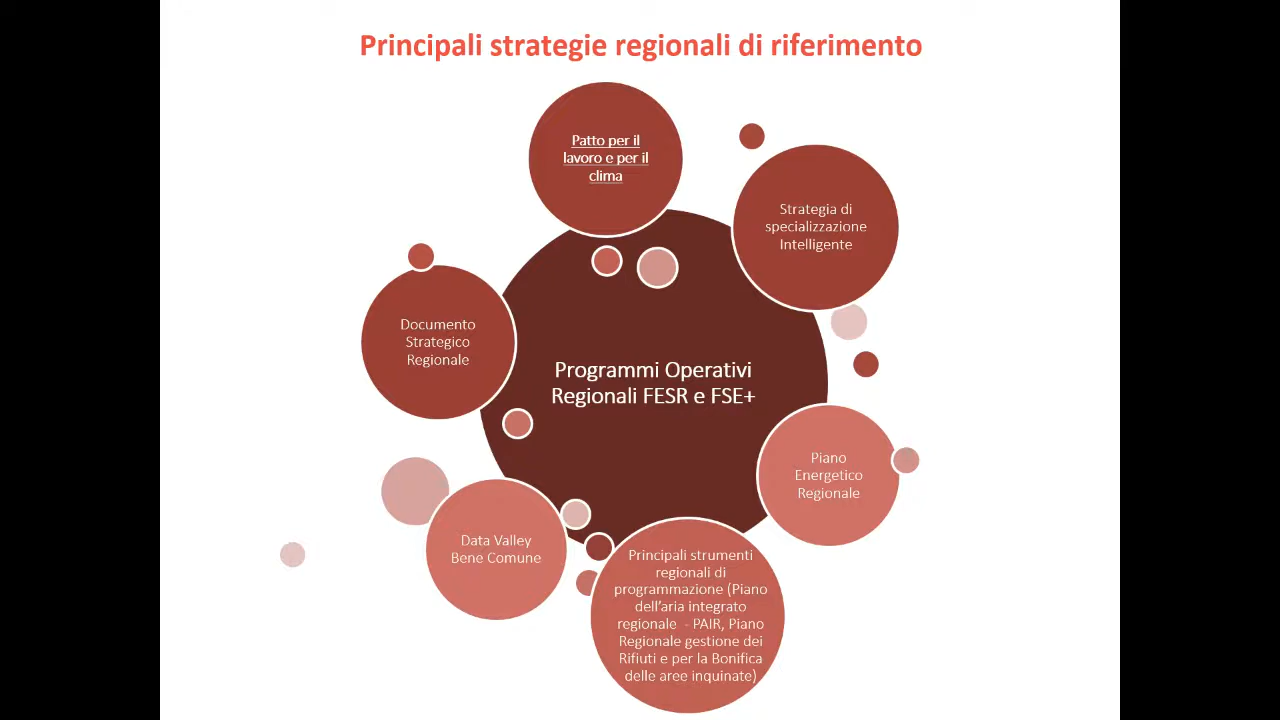 Principali strategie regionali di riferimento
Patto per il
lavoro e per il
clima
Strategia di
specializzazione
Intelligente
Documento
Strategico
Regionale
Programmi Operativi
Regionali FESR e FSE+
Piano
Energetico
Regionale
Data Valley
Bene Comune
Principali strumenti
regionali di
programmazione (Piano
dell'aria integrato
regionale - PAIR, Piano
Regionale gestione dei
Rifiuti e per la Bonifica
delle aree inquinate)